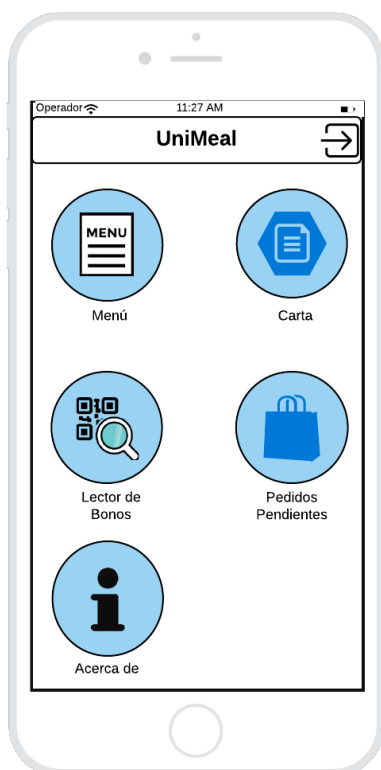 Operador 11:27 AM
UniMeal
MENU
Menú
Carta
Lector de
Bonos
Pedidos
Pendientes
Acerca de